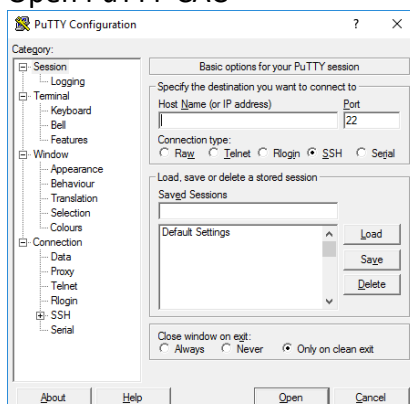 Open PuTTY CAC
PuTTY Configuration ? ×
Category:
Session
Logging
Terminal
Keyboard
Bell
Features
Window
Appearance
Behaviour
Translation
Selection
Colours
Connection
Data
Proxy
Telnet
Rlogin
SSH
Serial
Basic options for your PuTTY session
Specify the destination you want to connect to
Host Name (or IP address) Port
22
Connection type:
Raw Telnet Rlogin SSH Serial
Load, save or delete a stored session
Saved Sessions
Default Settings
Load
Save
Delete
Close window on exit:
Always Never Only on clean exit
About Help Open Cancel